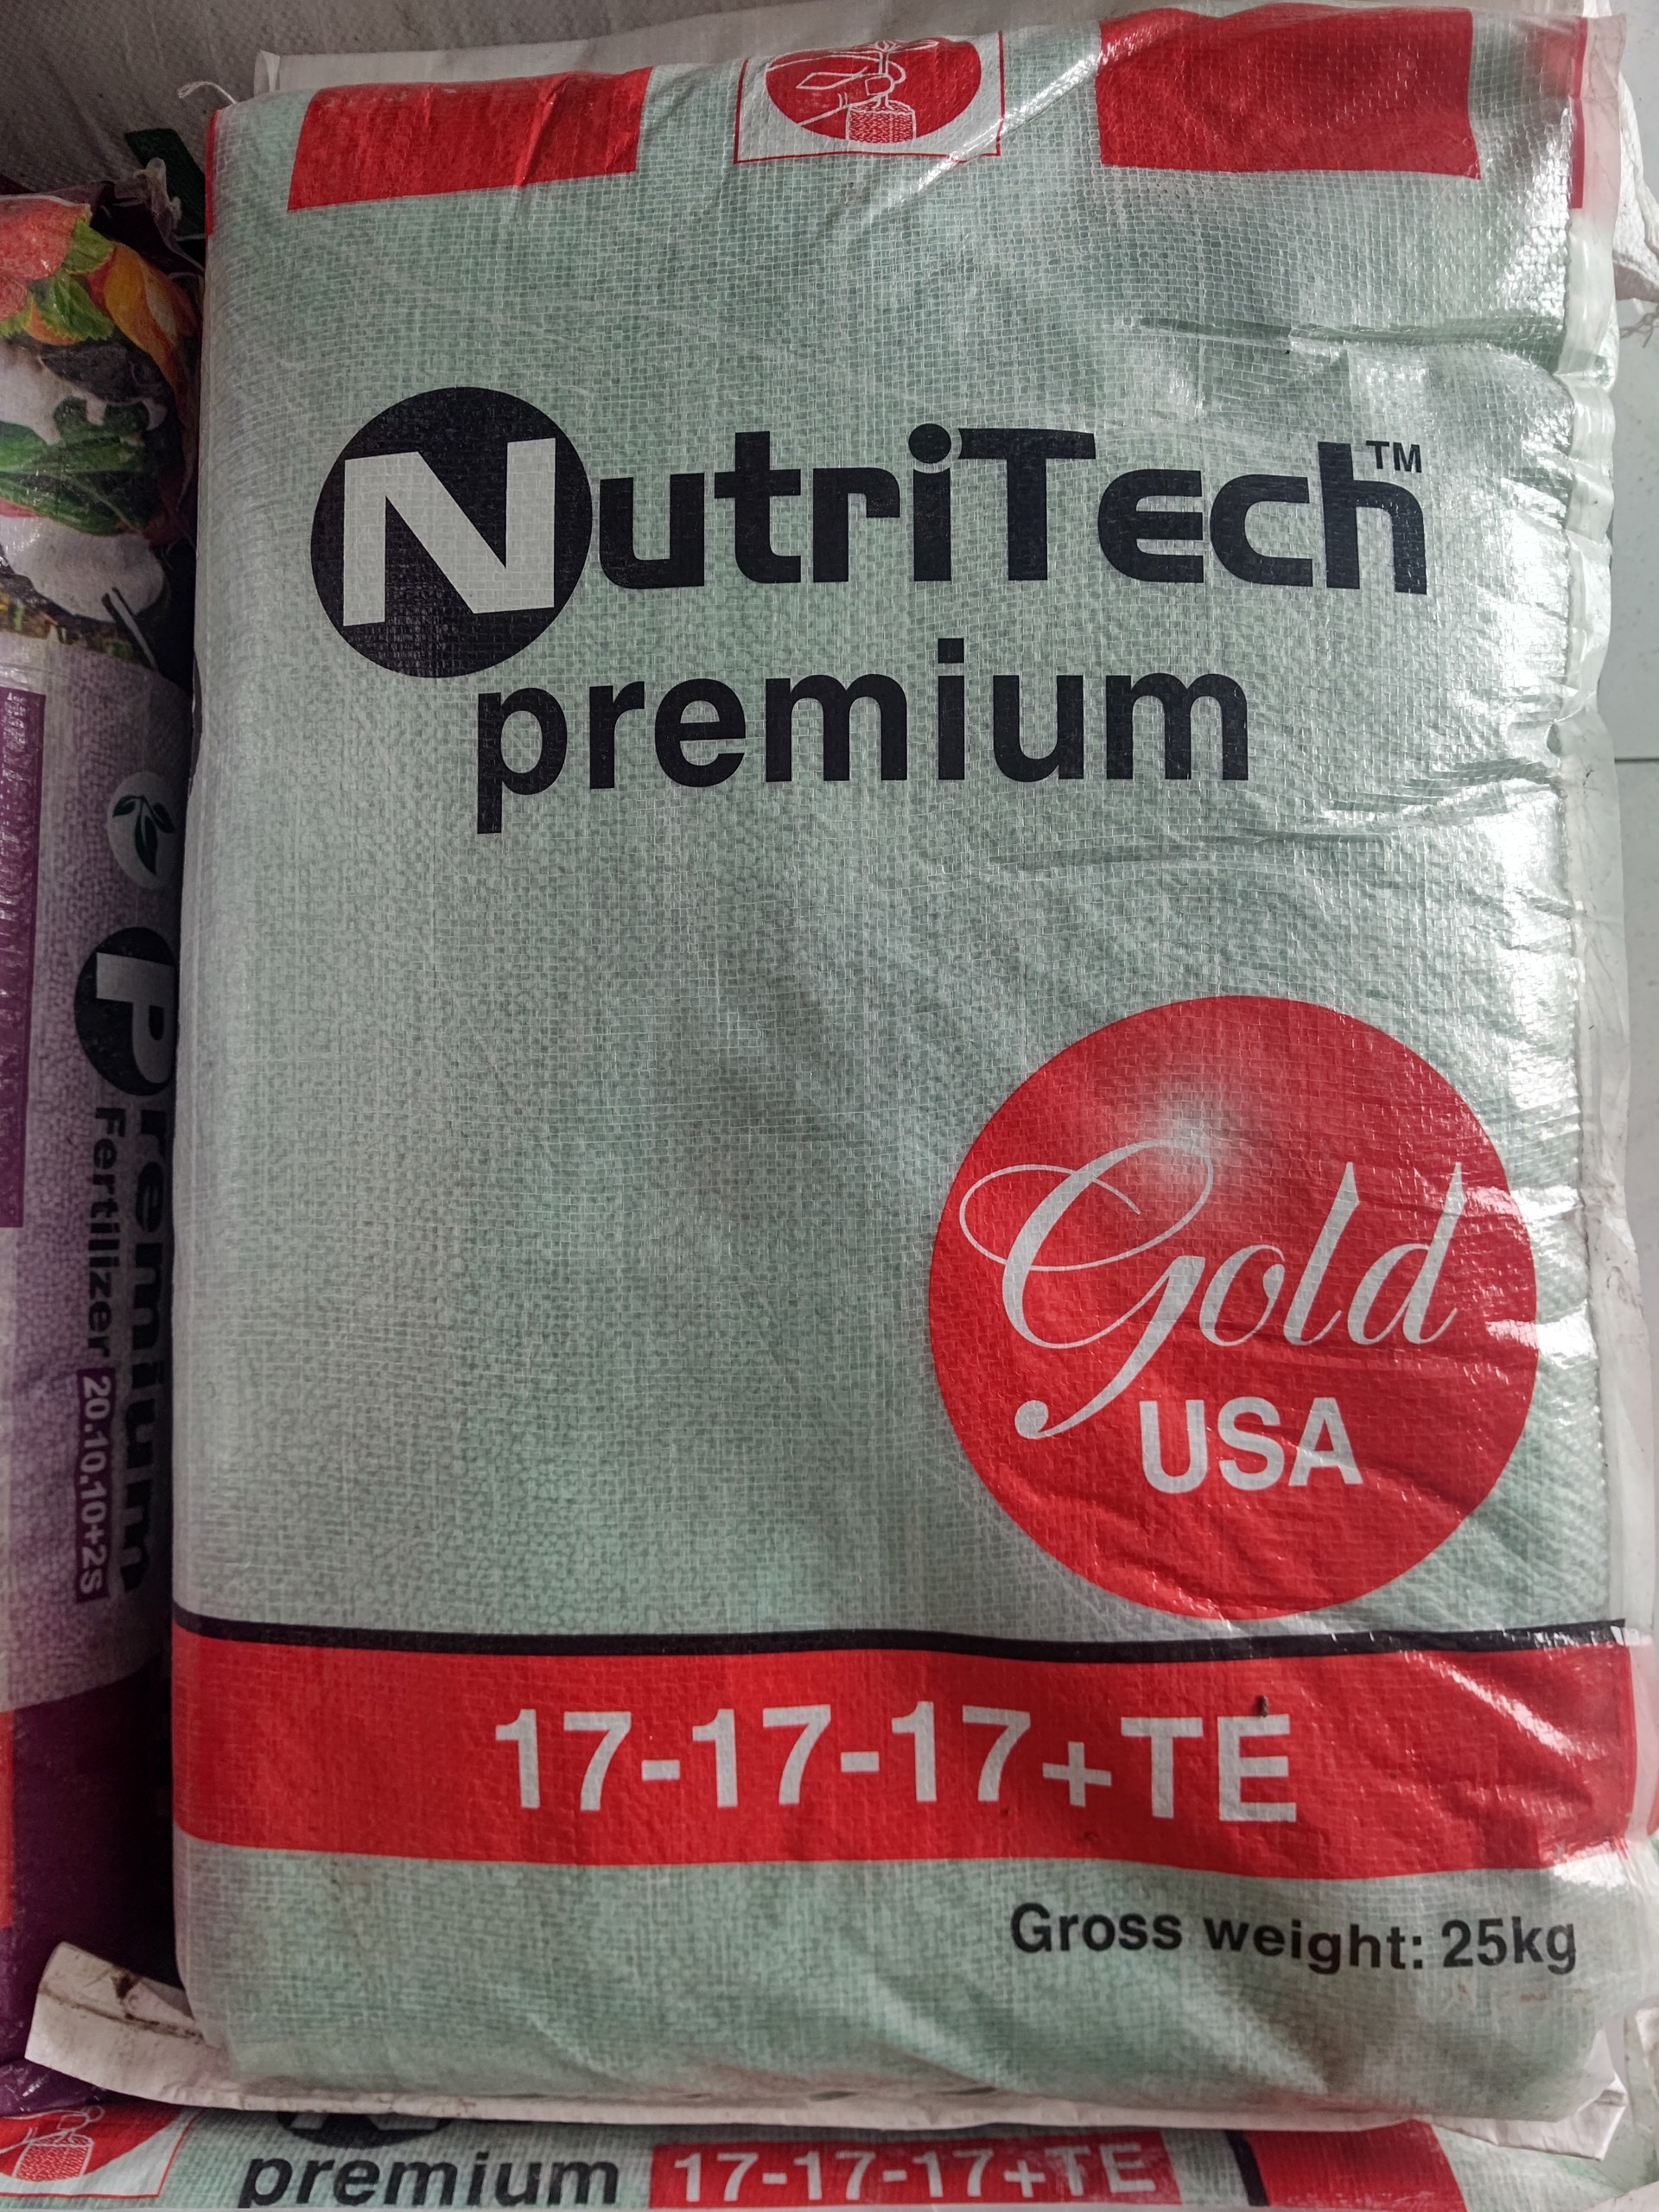 NutriTech™
premium
Gold
USA
17-17-17+TE
Gross weight: 25kg
Premium
Fertilizer 20.10.10+2S
premium 17-17-17+TE